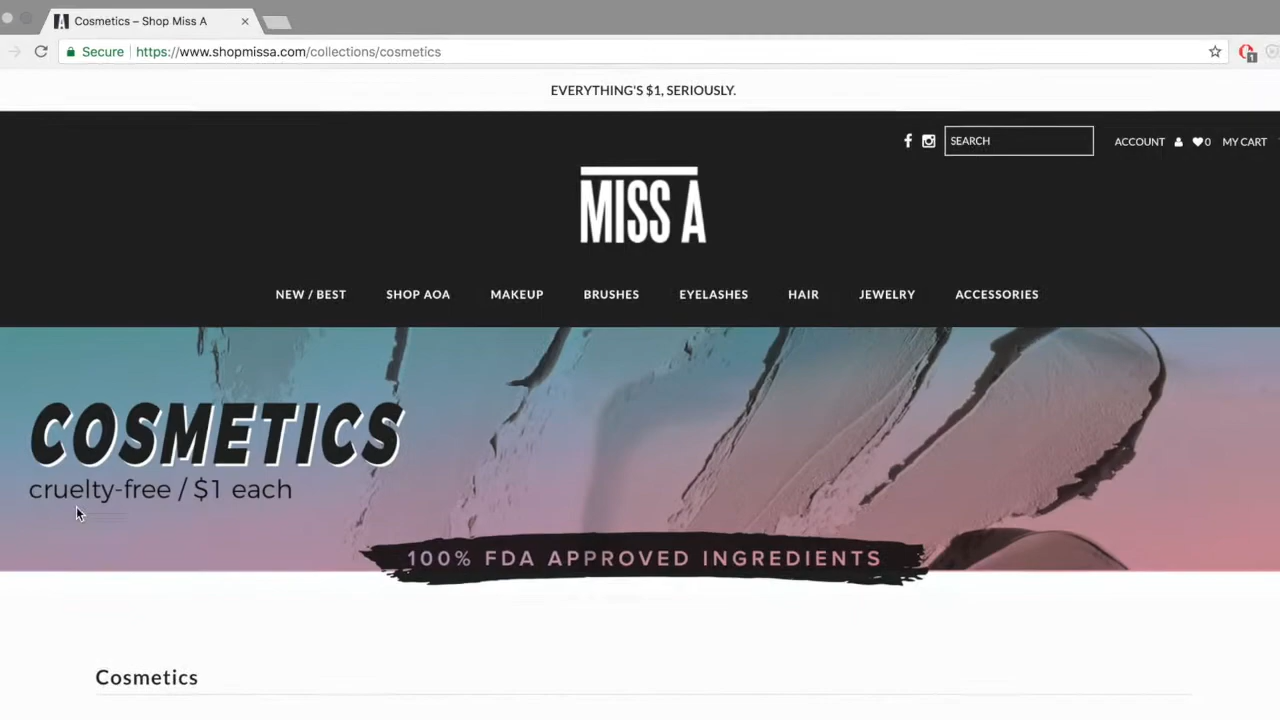 Cosmetics – Shop Miss A
Secure https://www.shopmissa.com/collections/cosmetics
1
EVERYTHING'S $1, SERIOUSLY.
SEARCH
ACCOUNT
0
MY CART
MISS A
NEW / BEST SHOP AOA MAKEUP BRUSHES EYELASHES HAIR JEWELRY ACCESSORIES
COSMETICS
cruelty-free / $1 each
100% FDA APPROVED INGREDIENTS
Cosmetics